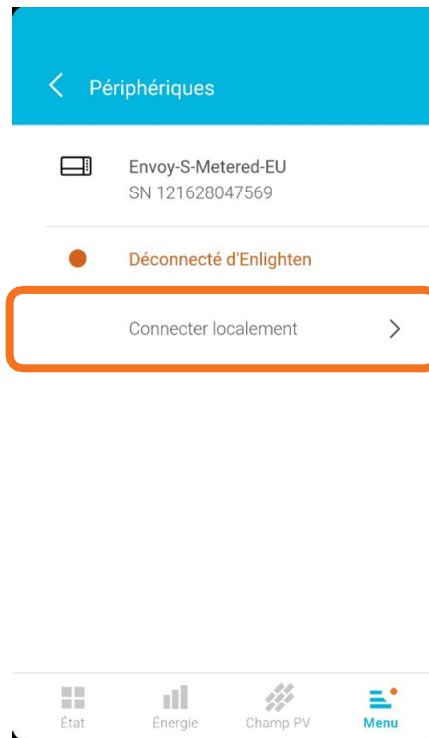 Périphériques
Envoy-S-Metered-EU
SN 121628047569
Déconnecté d'Enlighten
Connecter localement
État Énergie Champ PV Menu